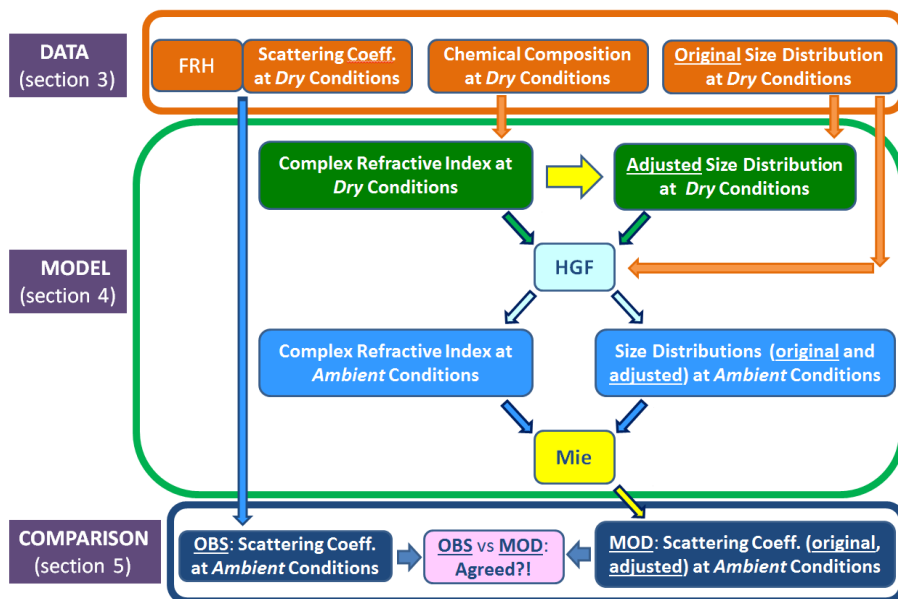 DATA
(section 3)
FRH
Scattering Coeff.
at Dry Conditions
Chemical Composition
at Dry Conditions
Original Size Distribution
at Dry Conditions
Complex Refractive Index at
Dry Conditions
Adjusted Size Distribution
at Dry Conditions
MODEL
(section 4)
HGF
Complex Refractive Index at
Ambient Conditions
Size Distributions (original and
adjusted) at Ambient Conditions
Mie
COMPARISON
(section 5)
OBS: Scattering Coeff.
at Ambient Conditions
OBS vs MOD:
Agreed?!
MOD: Scattering Coeff. (original,
adjusted) at Ambient Conditions